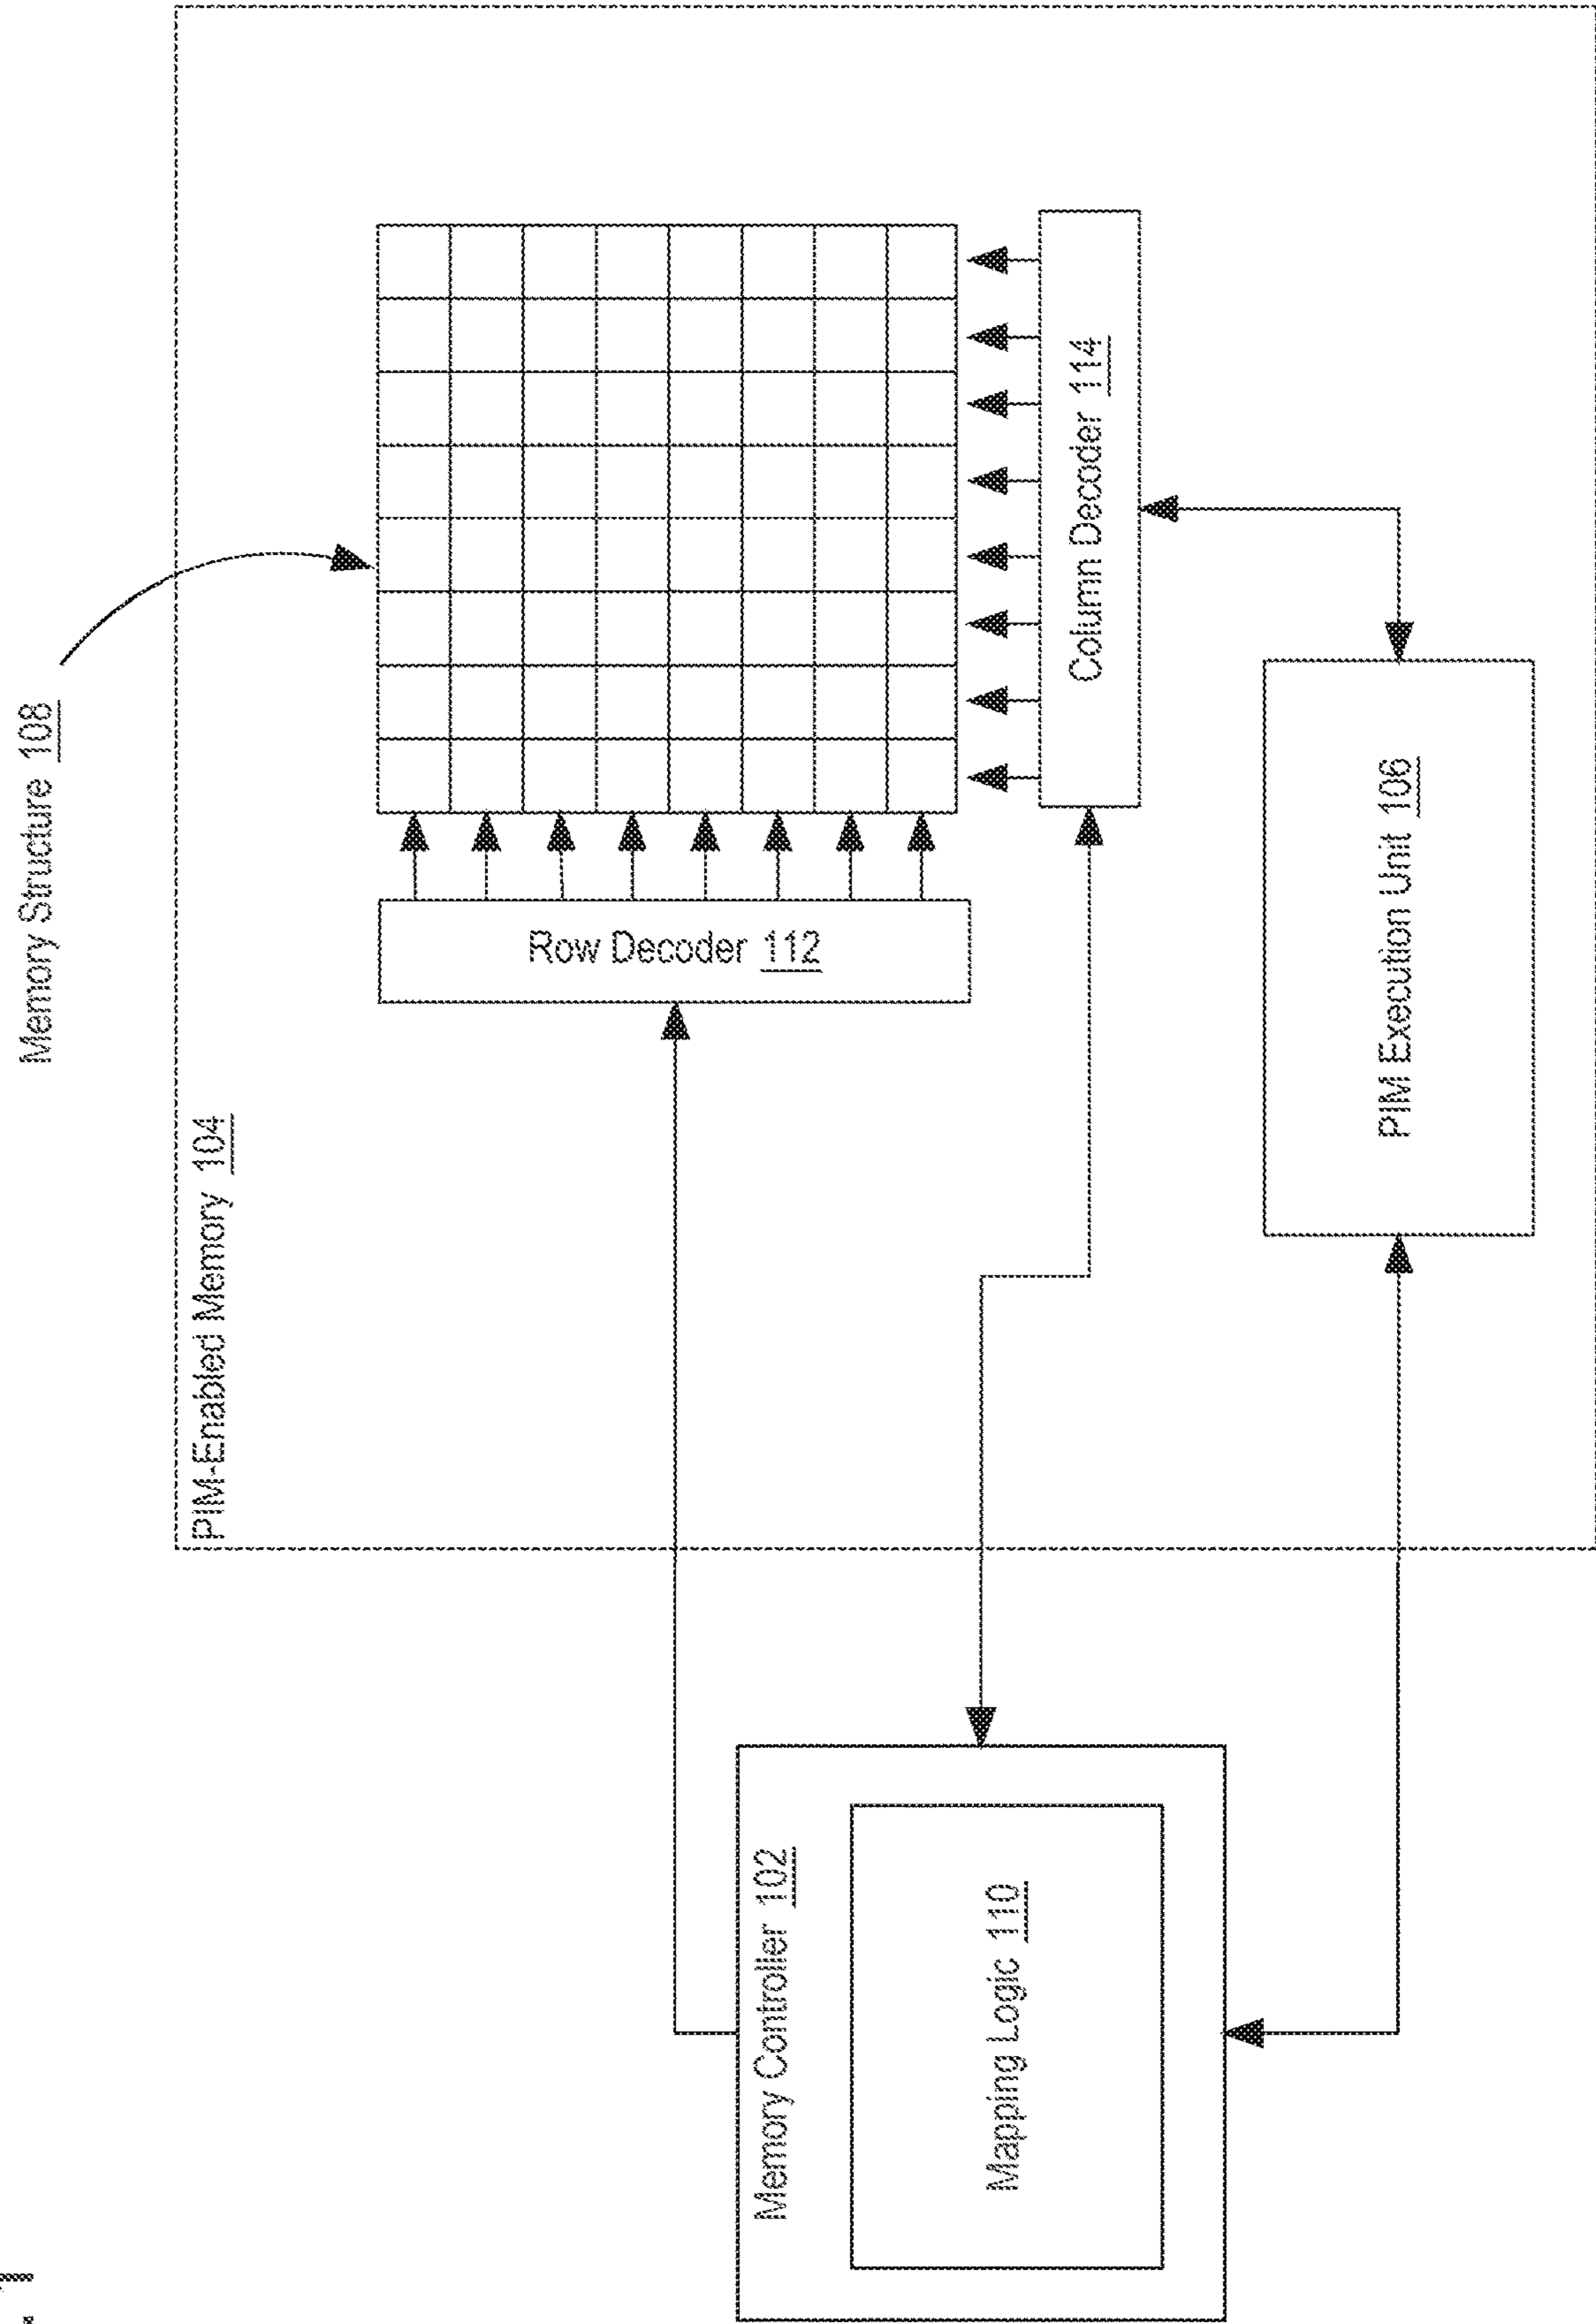 Memory Structure 108
PIM-Enabled Memory 104
Row Decoder 112
Column Decoder 114
Memory Controller 102
Mapping Logic 110
PIM Execution Unit 106